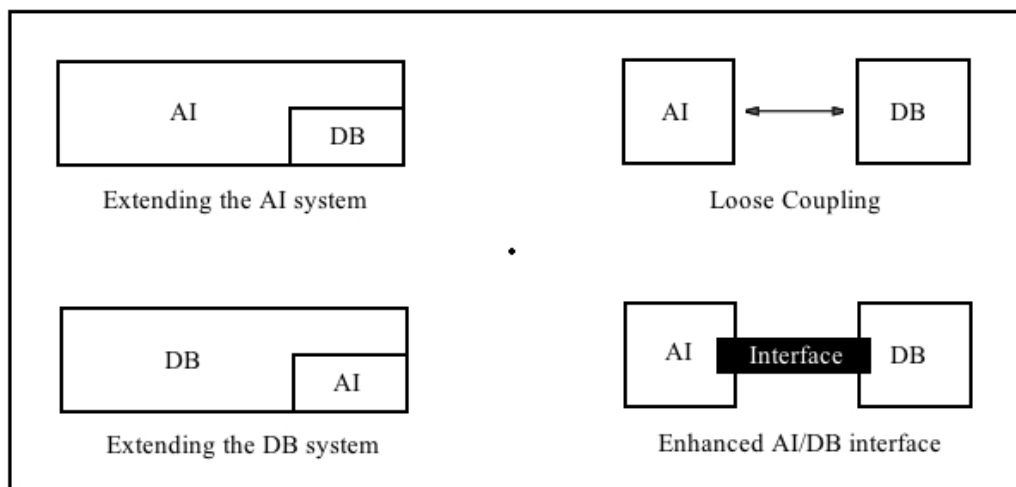 AI
DB
Extending the AI system
AI
DB
Loose Coupling
DB
AI
Extending the DB system
AI
Interface
DB
Enhanced AI/DB interface